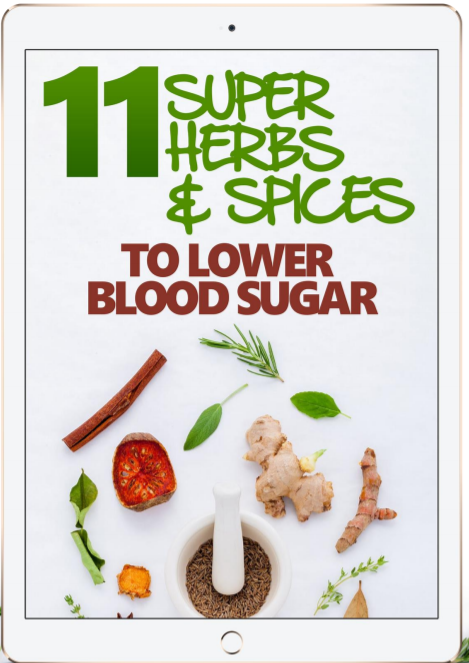 11 SUPER
HERBS
& SPICES
TO LOWER
BLOOD SUGAR